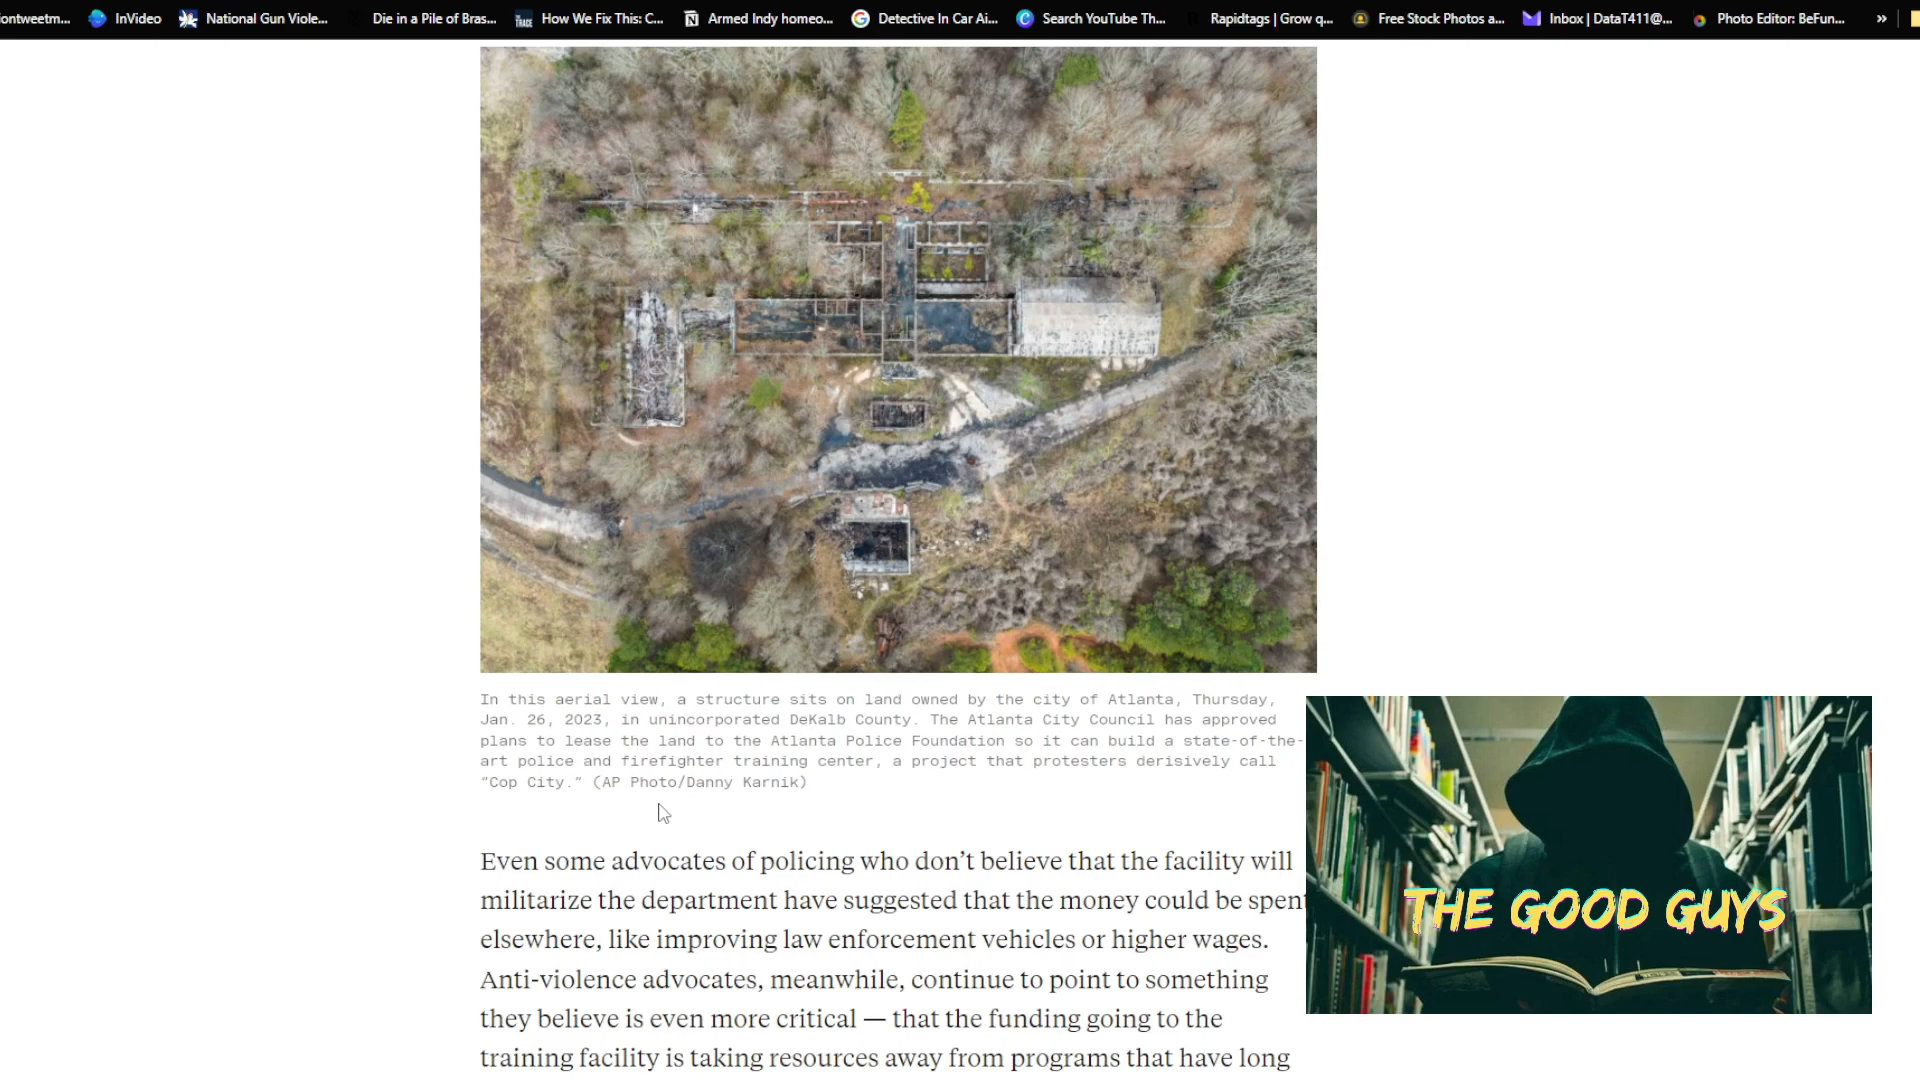 iontweetm...
InVideo
National Gun Viole...
Die in a Pile of Bras...
THE TRACE
How We Fix This: C...
Armed Indy homeo...
Detective In Car Ai...
Search YouTube Th...
Rapidtags | Grow q...
Free Stock Photos a...
Inbox | DataT411@...
Photo Editor: BeFun...
»
In this aerial view, a structure sits on land owned by the city of Atlanta, Thursday,
Jan. 26, 2023, in unincorporated DeKalb County. The Atlanta City Council has approved
plans to lease the land to the Atlanta Police Foundation so it can build a state-of-the-
art police and firefighter training center, a project that protesters derisively call
“Cop City.” (AP Photo/Danny Karnik)
Even some advocates of policing who don’t believe that the facility will
militarize the department have suggested that the money could be spent
elsewhere, like improving law enforcement vehicles or higher wages.
Anti-violence advocates, meanwhile, continue to point to something
they believe is even more critical — that the funding going to the
training facility is taking resources away from programs that have long
THE GOOD GUYS